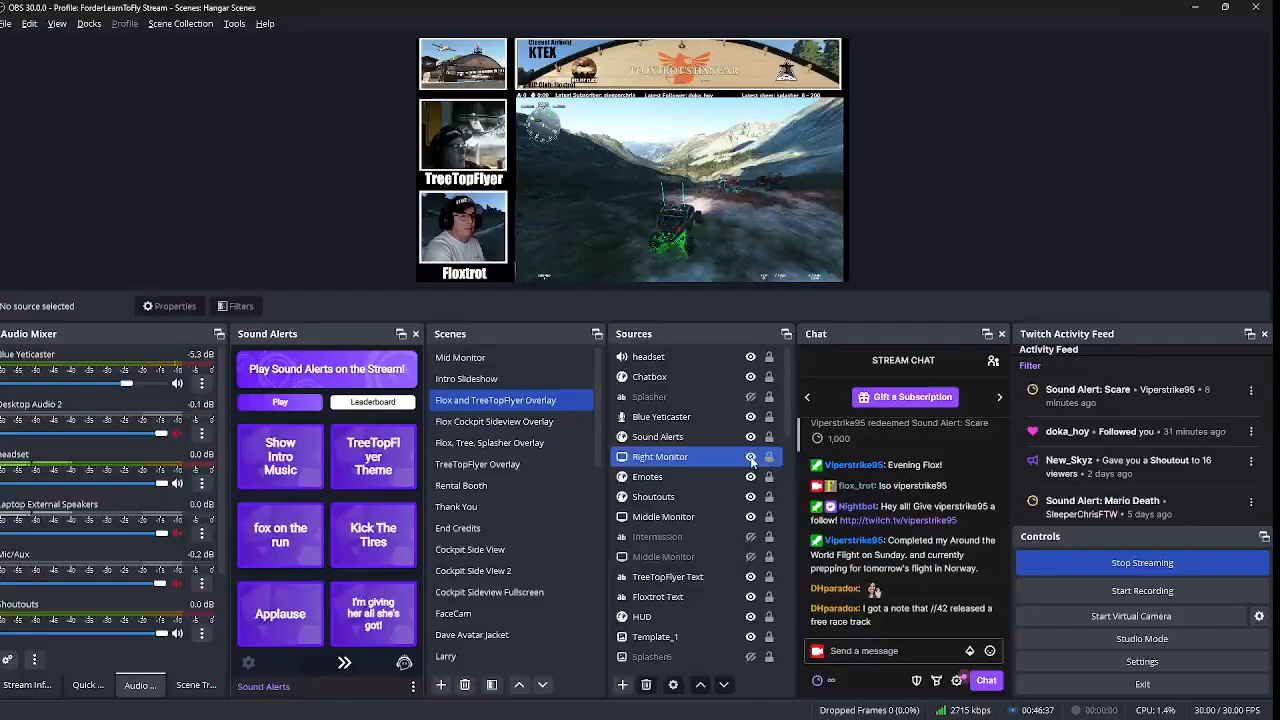 OBS 30.0.0 - Profile: ForderLearnToFly Stream - Scenes: Hangar Scenes
File Edit View Docks Profile Scene Collection Tools Help
KTEX
FLOXTROT'S HANGAR
Latest Subscriber: sleeperchris Latest Follower: doka_hoy Latest cheer: splasher_6 - 200
TreeTopFlyer
Floxtrot
No source selected
Properties
Filters
Audio Mixer
Blue Yeticaster
-5.3 dB
Desktop Audio 2
-0.1 dB
headset
0.0 dB
Laptop External Speakers
0.0 dB
Mic/Aux
-0.2 dB
Shoutouts
0.0 dB
Stream Inf...
Quick ...
Audio ...
Scene Tr...
Sound Alerts
Play Sound Alerts on the Stream!
Play
Leaderboard
Show
Intro
Music
TreeTopFl
yer
Theme
fox on the
run
Kick The
Tires
Applause
I'm giving
her all she's
got!
Sound Alerts
Scenes
Mid Monitor
Intro Slideshow
Flox and TreeTopFlyer Overlay
Flox Cockpit Sideview Overlay
Flox, Tree, Splasher Overlay
TreeTopFlyer Overlay
Rental Booth
Thank You
End Credits
Cockpit Side View
Cockpit Side View 2
Cockpit Sideview Fullscreen
FaceCam
Dave Avatar Jacket
Larry
Sources
headset
Chatbox
Splasher
Blue Yeticaster
Sound Alerts
Right Monitor
Emotes
Shoutouts
Middle Monitor
Intermission
Middle Monitor
TreeTopFlyer Text
Floxtrot Text
HUD
Template_1
Splasher6
Chat
STREAM CHAT
Gift a Subscription
Viperstrike95 redeemed Sound Alert:
Scare
1,000
Viperstrike95: Evening Flox!
flox_trot: !so viperstrike95
Nightbot: Hey all! Give viperstrike95 a
follow! http://twitch.tv/viperstrike95
Viperstrike95: Completed my Around the
World Flight on Sunday. and currently
prepping for tomorrow's flight in Norway.
DHparadox:
DHparadox: I got a note that //42 released a
free race track
Send a message
Chat
Twitch Activity Feed
Activity Feed
Filter
Sound Alert: Scare • Viperstrike95 • 8
minutes ago
doka_hoy • Followed you • 31 minutes ago
New_Skyz • Gave you a Shoutout to 16
viewers • 2 days ago
Sound Alert: Mario Death •
SleeperChrisFTW • 5 days ago
Controls
Stop Streaming
Start Recording
Start Virtual Camera
Studio Mode
Settings
Exit
Dropped Frames 0 (0.0%)
2715 kbps
00:46:37
00:00:00
CPU: 1.4%
30.00 / 30.00 FPS